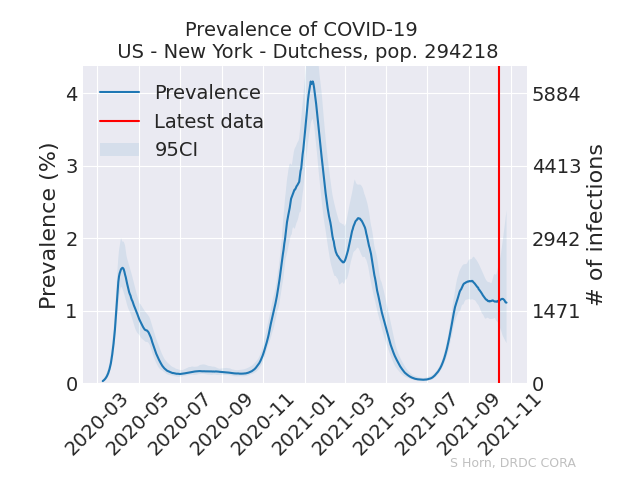 Prevalence of COVID-19
US - New York - Dutchess, pop. 294218
Prevalence
Latest data
95CI
Prevalence (%)
4
3
2
1
0
5884
4413
2942
1471
0
# of infections
2020-03
2020-05
2020-07
2020-09
2020-11
2021-01
2021-03
2021-05
2021-07
2021-09
2021-11
S Horn, DRDC CORA